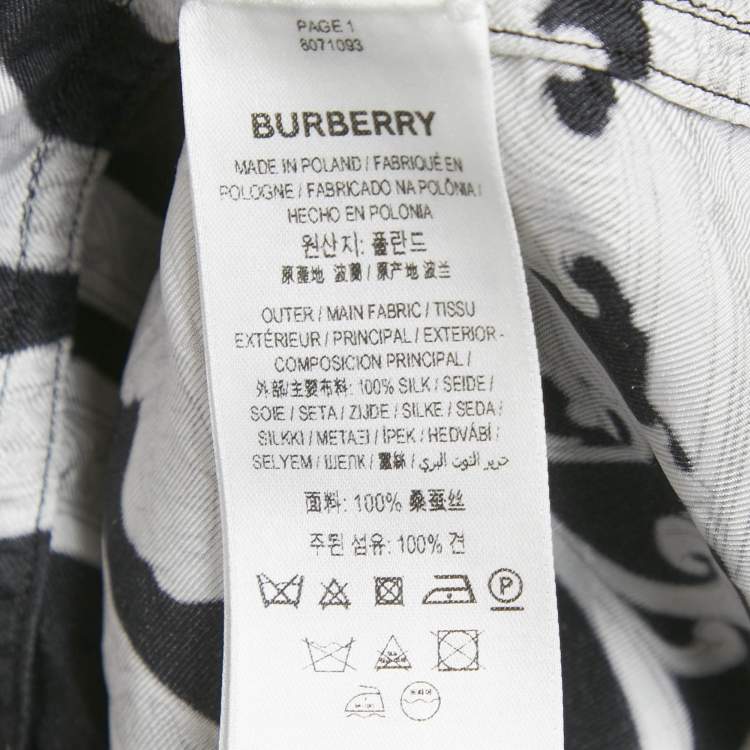 PAGE 1
8071093
BURBERRY
MADE IN POLAND / FABRIQUÉ EN
POLOGNE / FABRICADO NA POLÔNIA /
HECHO EN POLONIA
원산지: 폴란드
原產地 波蘭 / 原产地 波兰
OUTER / MAIN FABRIC / TISSU
EXTÉRIEUR / PRINCIPAL / EXTERIOR -
COMPOSICION PRINCIPAL /
外部/主要布料: 100% SILK / SEIDE /
SOIE / SETA / ZIJDE / SILKE / SEDA /
SILKKI / ΜΕΤΑΞΙ / İPEK / HEDVÁBÍ /
SELYEM / ШЕЛК / 蠶絲 / حرير التوت البري
面料: 100% 桑蚕丝
주된 섬유: 100% 견
P
드라이